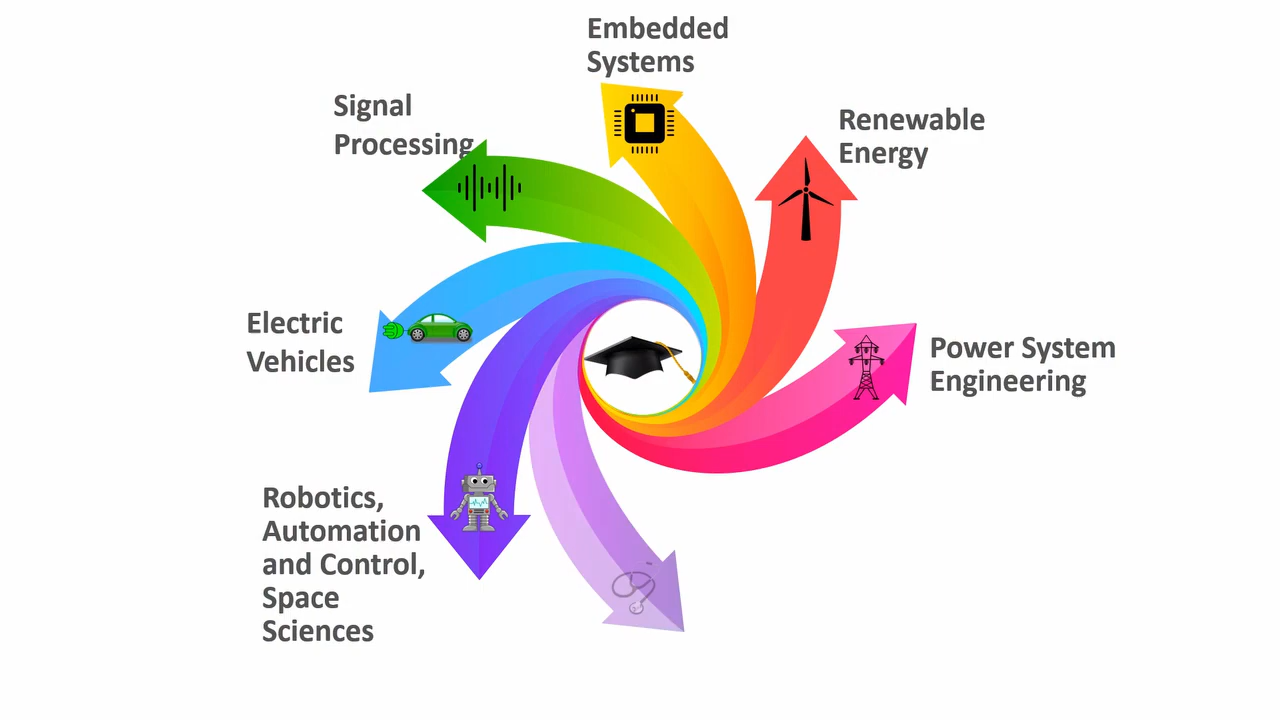 Embedded
Systems
Signal
Processing
Renewable
Energy
Electric
Vehicles
Power System
Engineering
Robotics,
Automation
and Control,
Space
Sciences